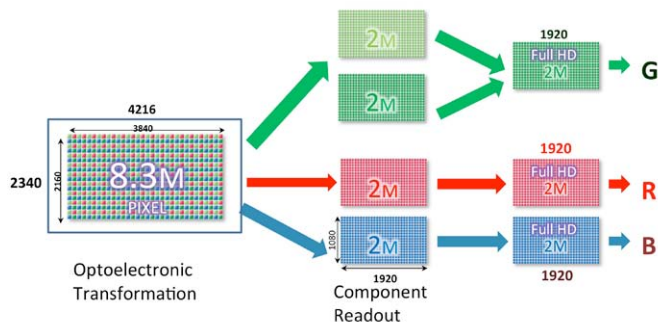 4216
3840
2340
2160
8.3M
PIXEL
Optoelectronic
Transformation
2M
2M
2M
2M
1080
1920
Component
Readout
1920
Full HD
2M
G
1920
Full HD
2M
R
Full HD
2M
B
1920